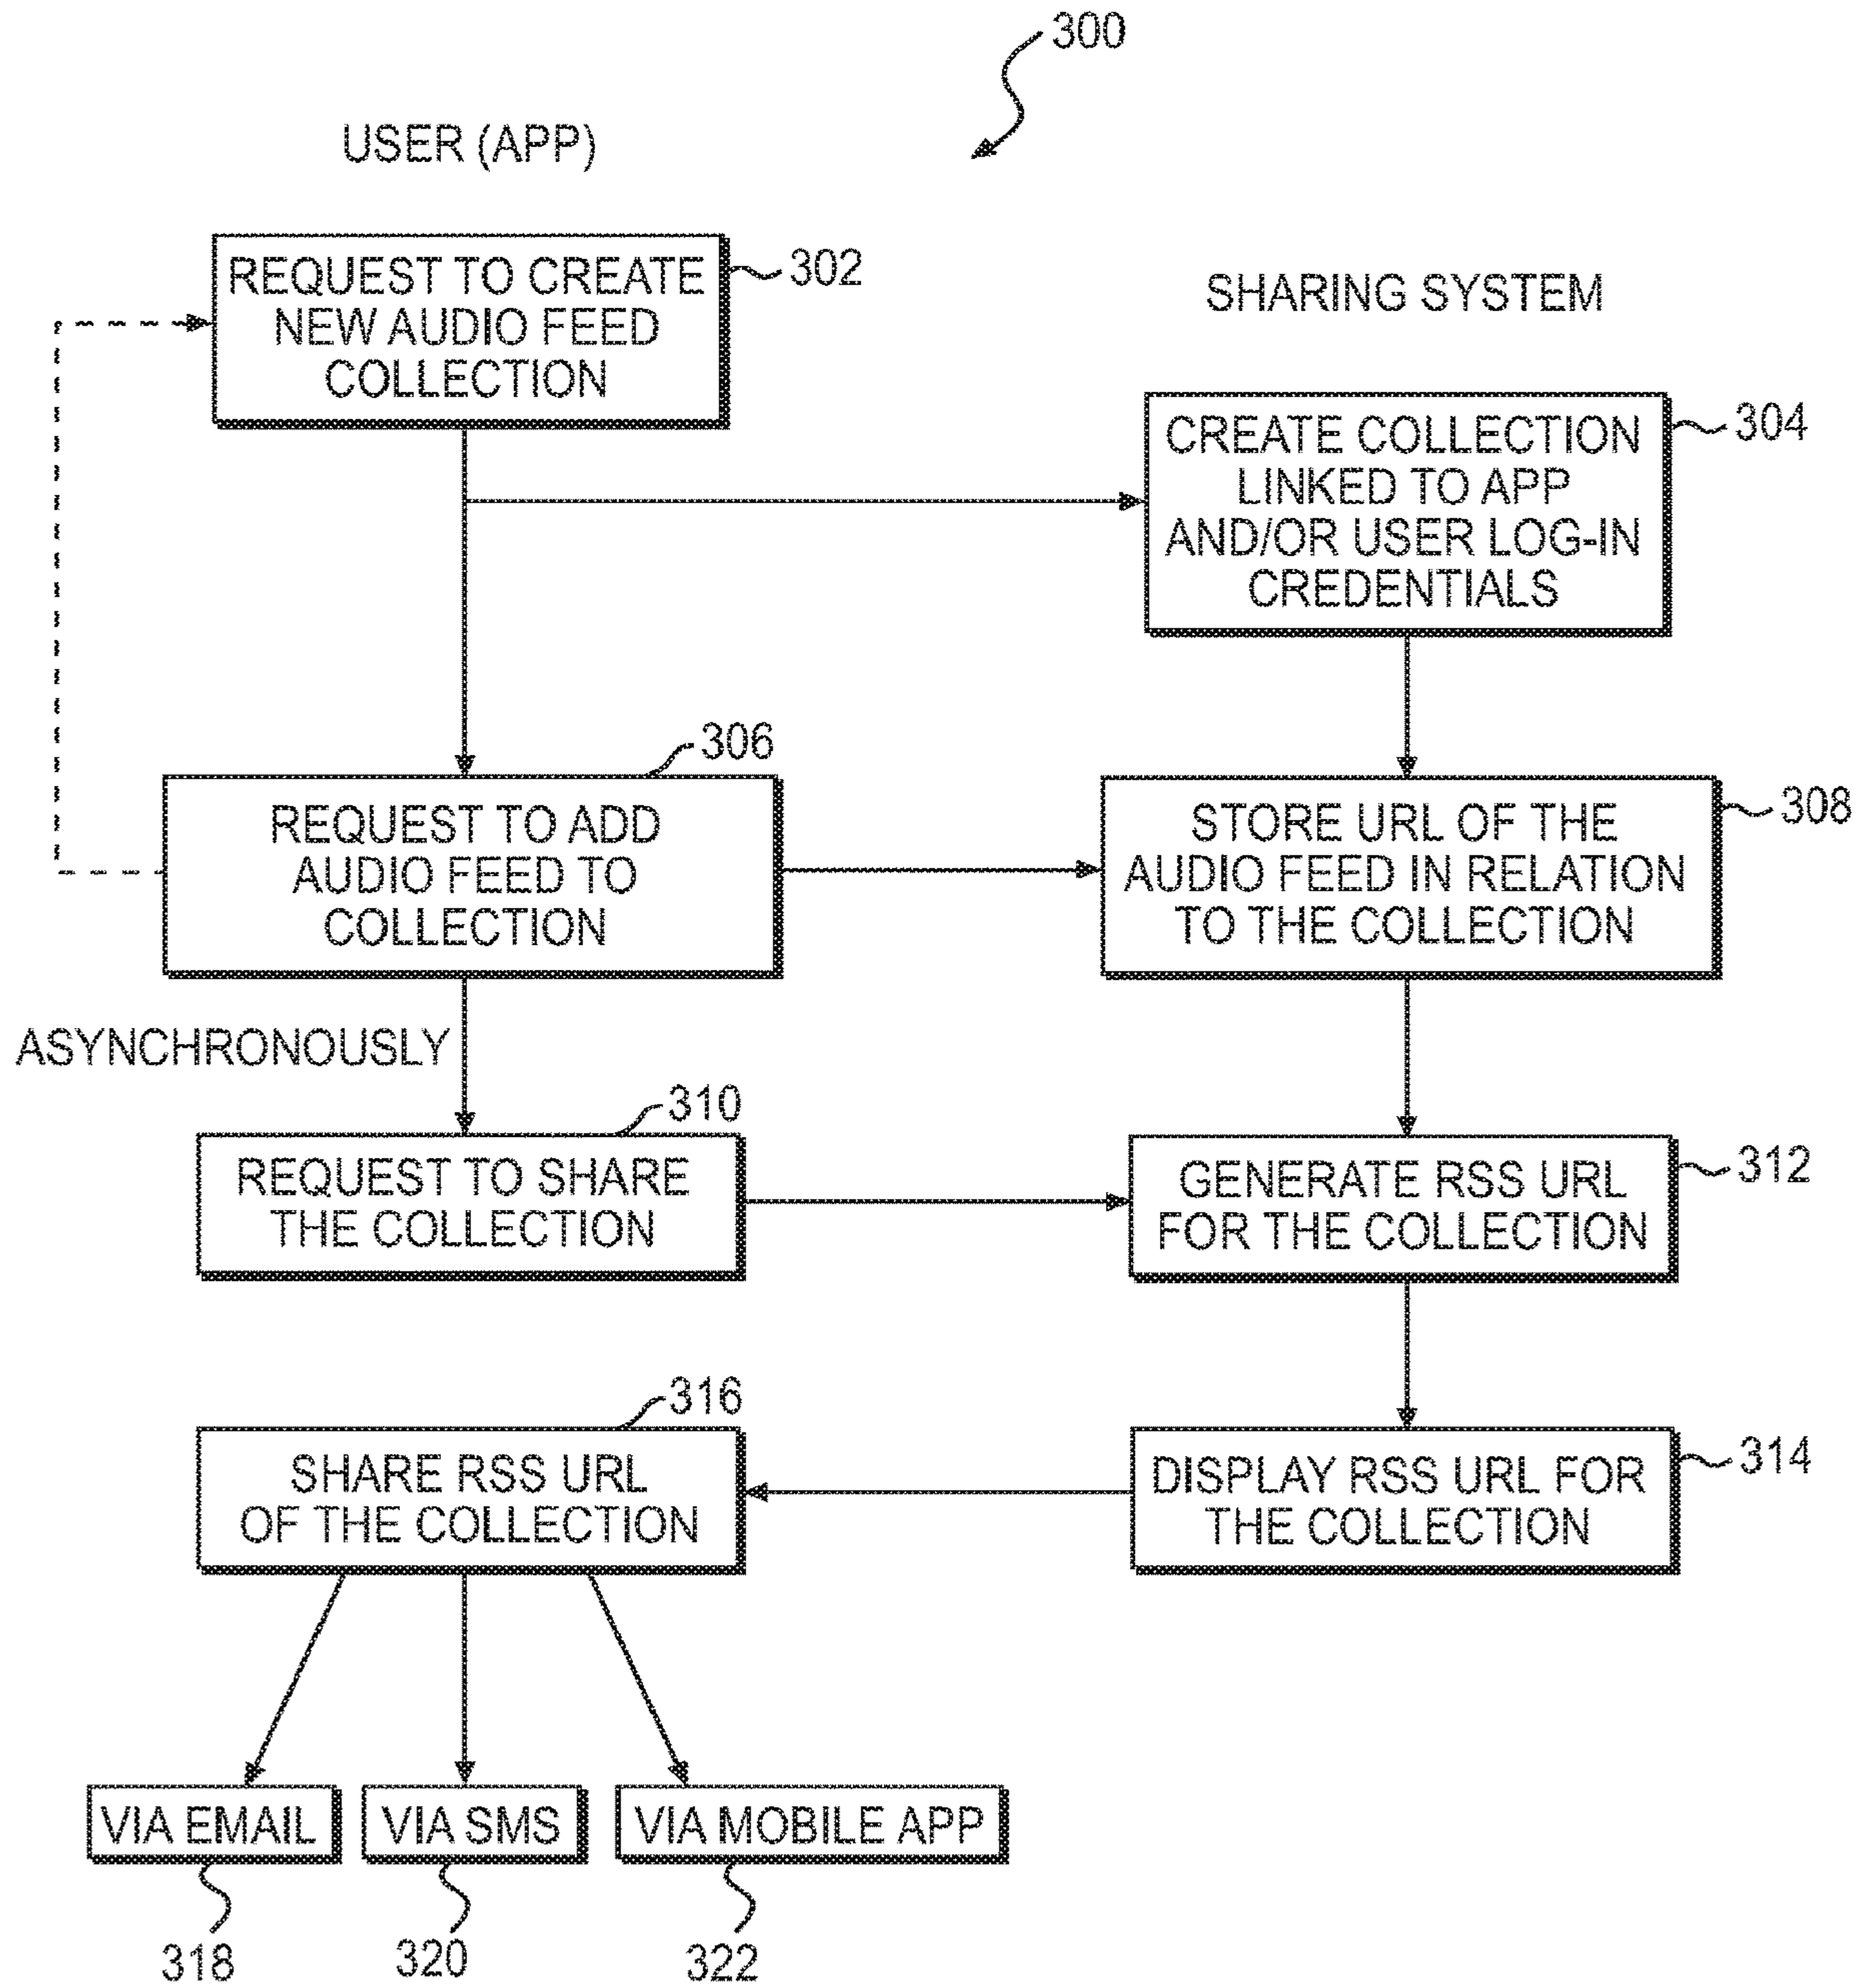 300
USER (APP)
REQUEST TO CREATE
NEW AUDIO FEED
COLLECTION
302
SHARING SYSTEM
CREATE COLLECTION
LINKED TO APP
AND/OR USER LOG-IN
CREDENTIALS
304
306
REQUEST TO ADD
AUDIO FEED TO
COLLECTION
STORE URL OF THE
AUDIO FEED IN RELATION
TO THE COLLECTION
308
ASYNCHRONOUSLY
310
REQUEST TO SHARE
THE COLLECTION
GENERATE RSS URL
FOR THE COLLECTION
312
316
SHARE RSS URL
OF THE COLLECTION
DISPLAY RSS URL FOR
THE COLLECTION
314
VIA EMAIL
VIA SMS
VIA MOBILE APP
318
320
322